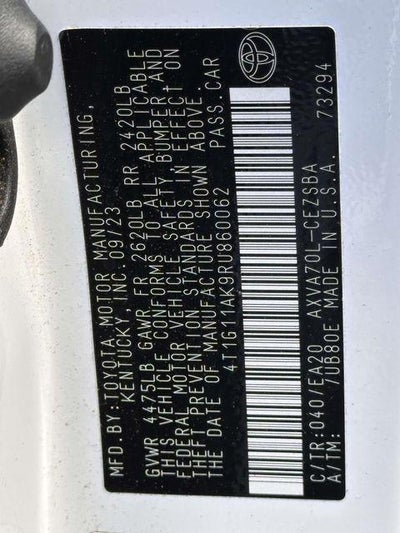 MFD. BY: TOYOTA MOTOR MANUFACTURING,
KENTUCKY, INC. 09/23
GVWR 4475LB GAWR FR 2620LB RR 2420LB
THIS VEHICLE CONFORMS TO ALL APPLICABLE
FEDERAL MOTOR VEHICLE SAFETY, BUMPER, AND
THEFT PREVENTION STANDARDS IN EFFECT ON
THE DATE OF MANUFACTURE SHOWN ABOVE.
4T1G11AK9RU860062 PASS. CAR
C/TR: 040/EA20 AXVA70L-CEZSBA
A/TM: /UB80E MADE IN U.S.A. 73294